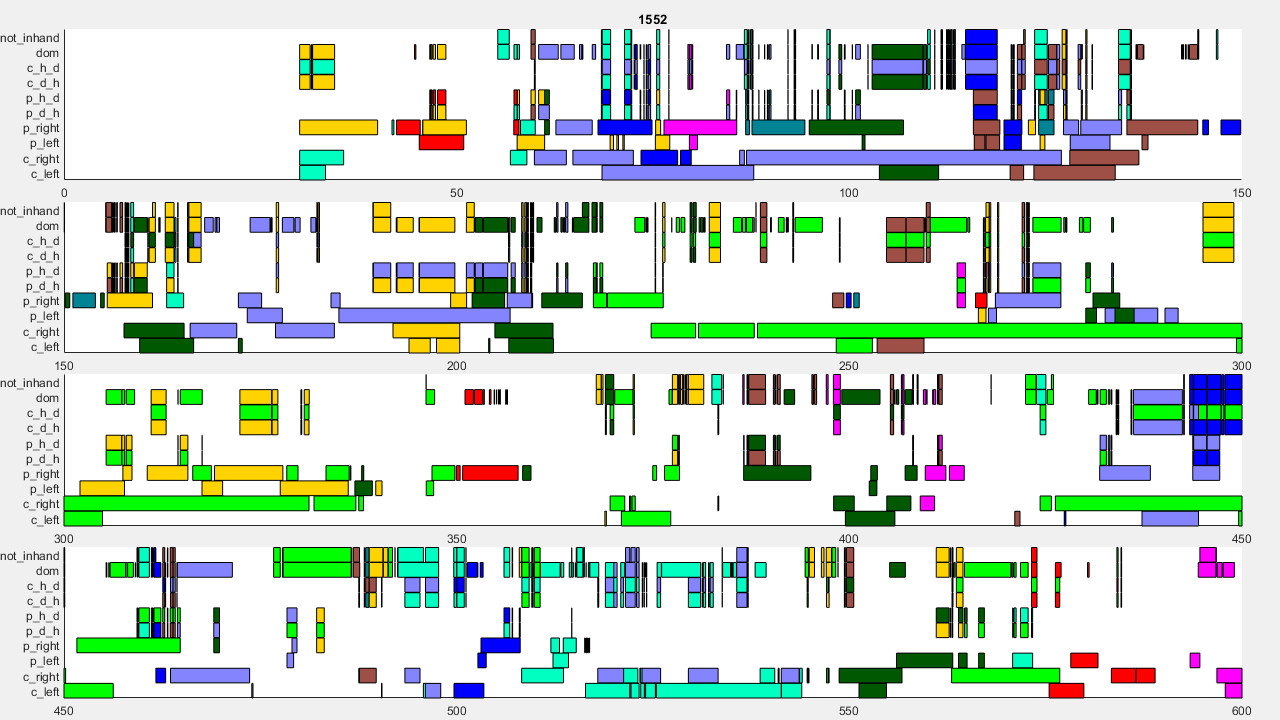 1552
not_inhand
dom
c_h_d
c_d_h
p_h_d
p_d_h
p_right
p_left
c_right
c_left
0 50 100 150
not_inhand
dom
c_h_d
c_d_h
p_h_d
p_d_h
p_right
p_left
c_right
c_left
150 200 250 300
not_inhand
dom
c_h_d
c_d_h
p_h_d
p_d_h
p_right
p_left
c_right
c_left
300 350 400 450
not_inhand
dom
c_h_d
c_d_h
p_h_d
p_d_h
p_right
p_left
c_right
c_left
450 500 550 600